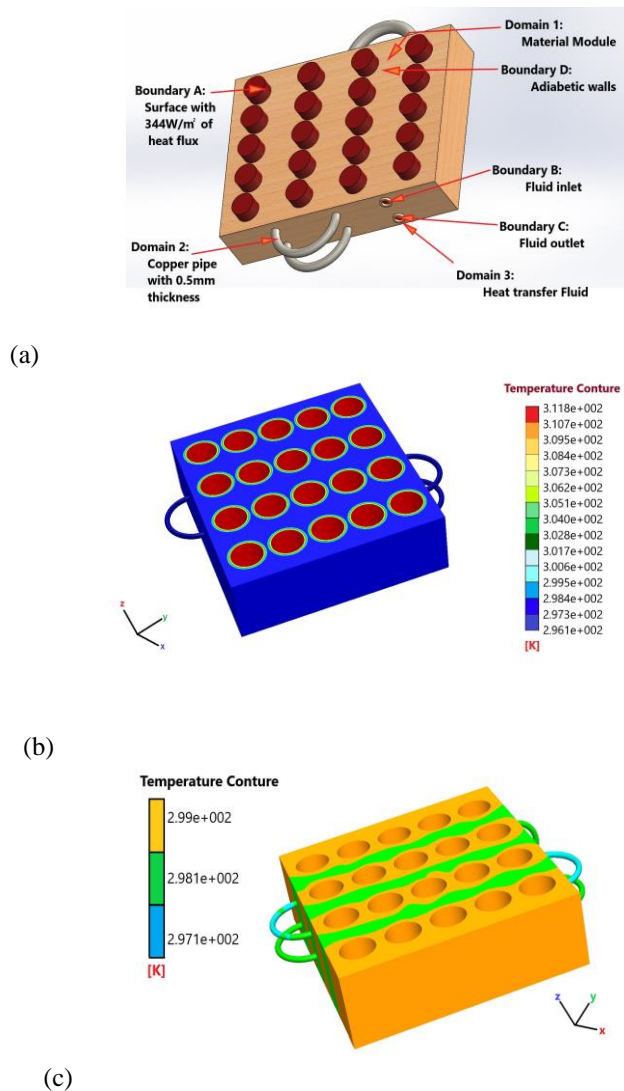 Domain 1:
Material Module
Boundary A:
Surface with
344W/㎡ of
heat flux
Boundary D:
Adiabetic walls
Boundary B:
Fluid inlet
Boundary C:
Fluid outlet
Domain 2:
Copper pipe
with 0.5mm
thickness
Domain 3:
Heat transfer Fluid
(a)
Temperature Conture
3.118e+002
3.107e+002
3.095e+002
3.084e+002
3.073e+002
3.062e+002
3.051e+002
3.040e+002
3.028e+002
3.017e+002
3.006e+002
2.995e+002
2.984e+002
2.973e+002
2.961e+002
[K]
z
y
x
(b)
Temperature Conture
2.99e+002
2.981e+002
2.971e+002
[K]
z
y
x
(c)